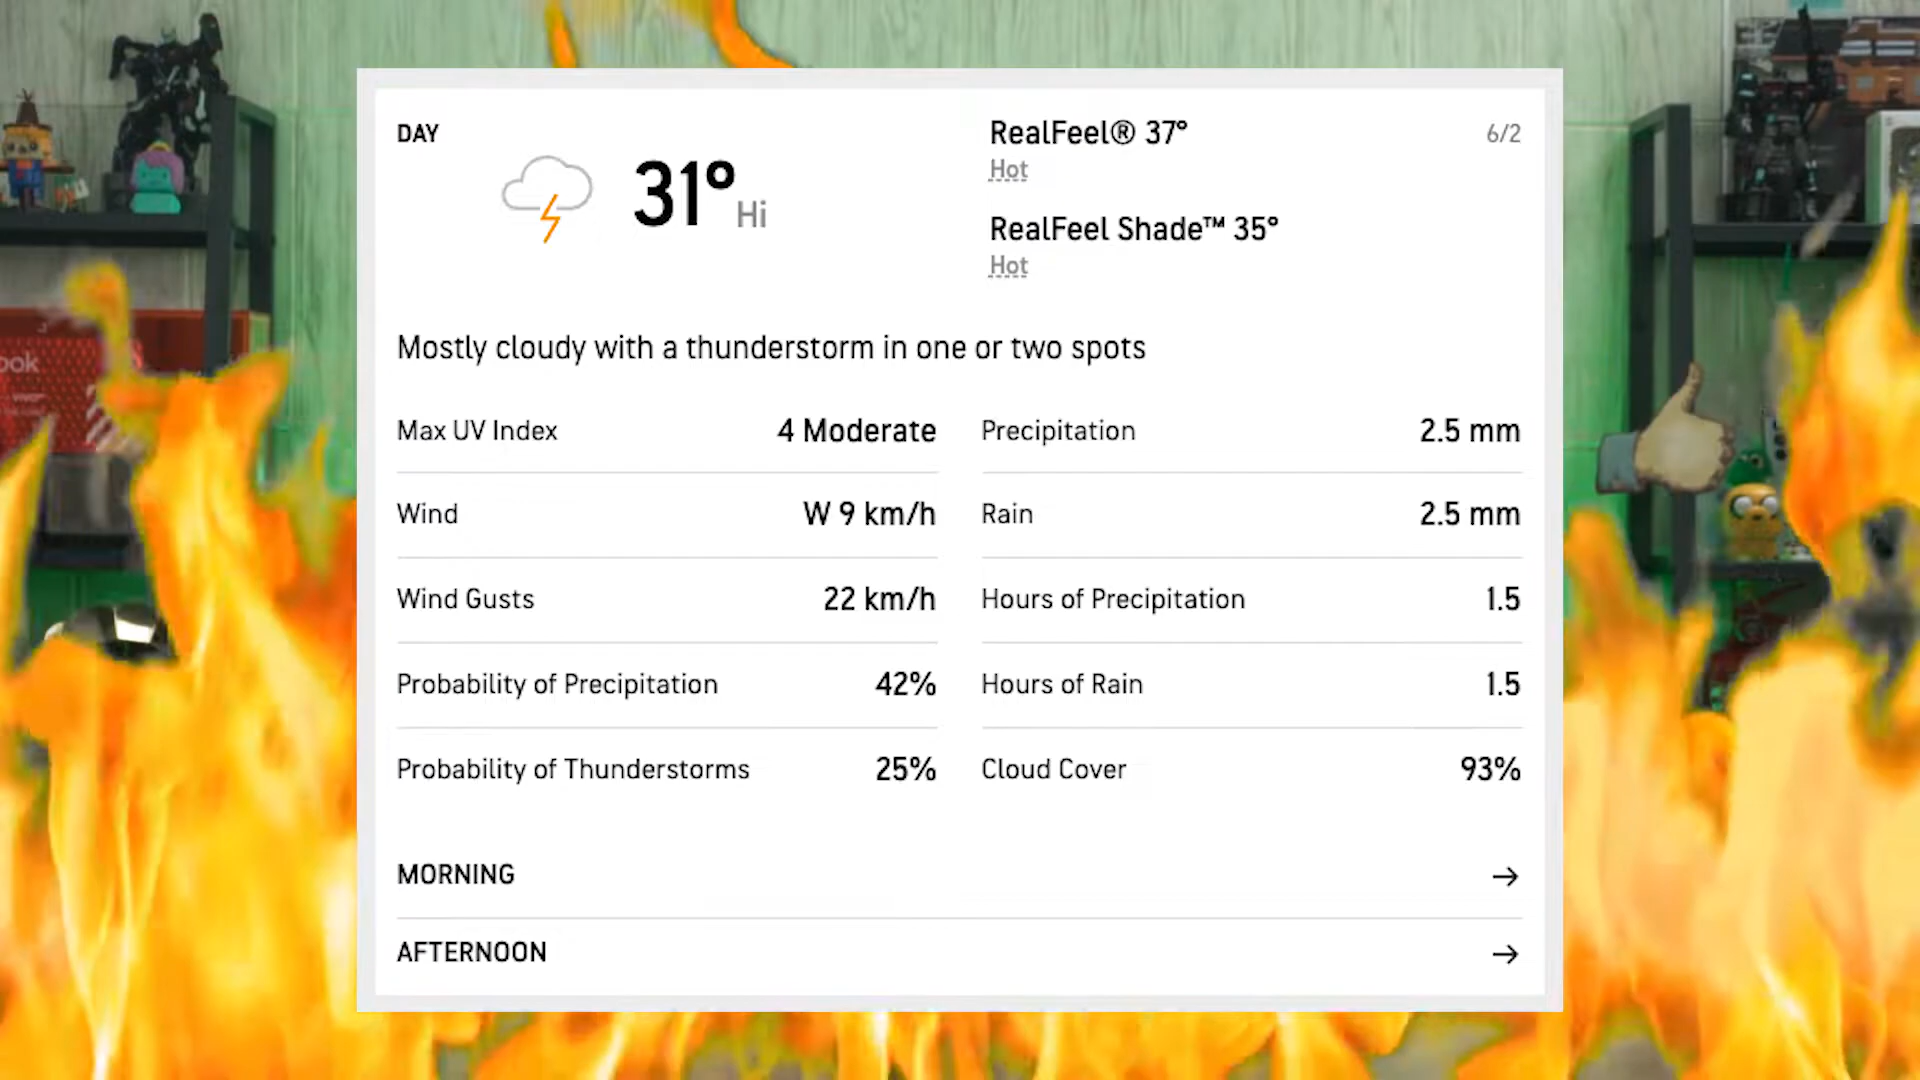 DAY
31° Hi
RealFeel® 37°
Hot
RealFeel Shade™ 35°
Hot
6/2
Mostly cloudy with a thunderstorm in one or two spots
Max UV Index 4 Moderate
Wind W 9 km/h
Wind Gusts 22 km/h
Probability of Precipitation 42%
Probability of Thunderstorms 25%
Precipitation 2.5 mm
Rain 2.5 mm
Hours of Precipitation 1.5
Hours of Rain 1.5
Cloud Cover 93%
MORNING →
AFTERNOON →
ook